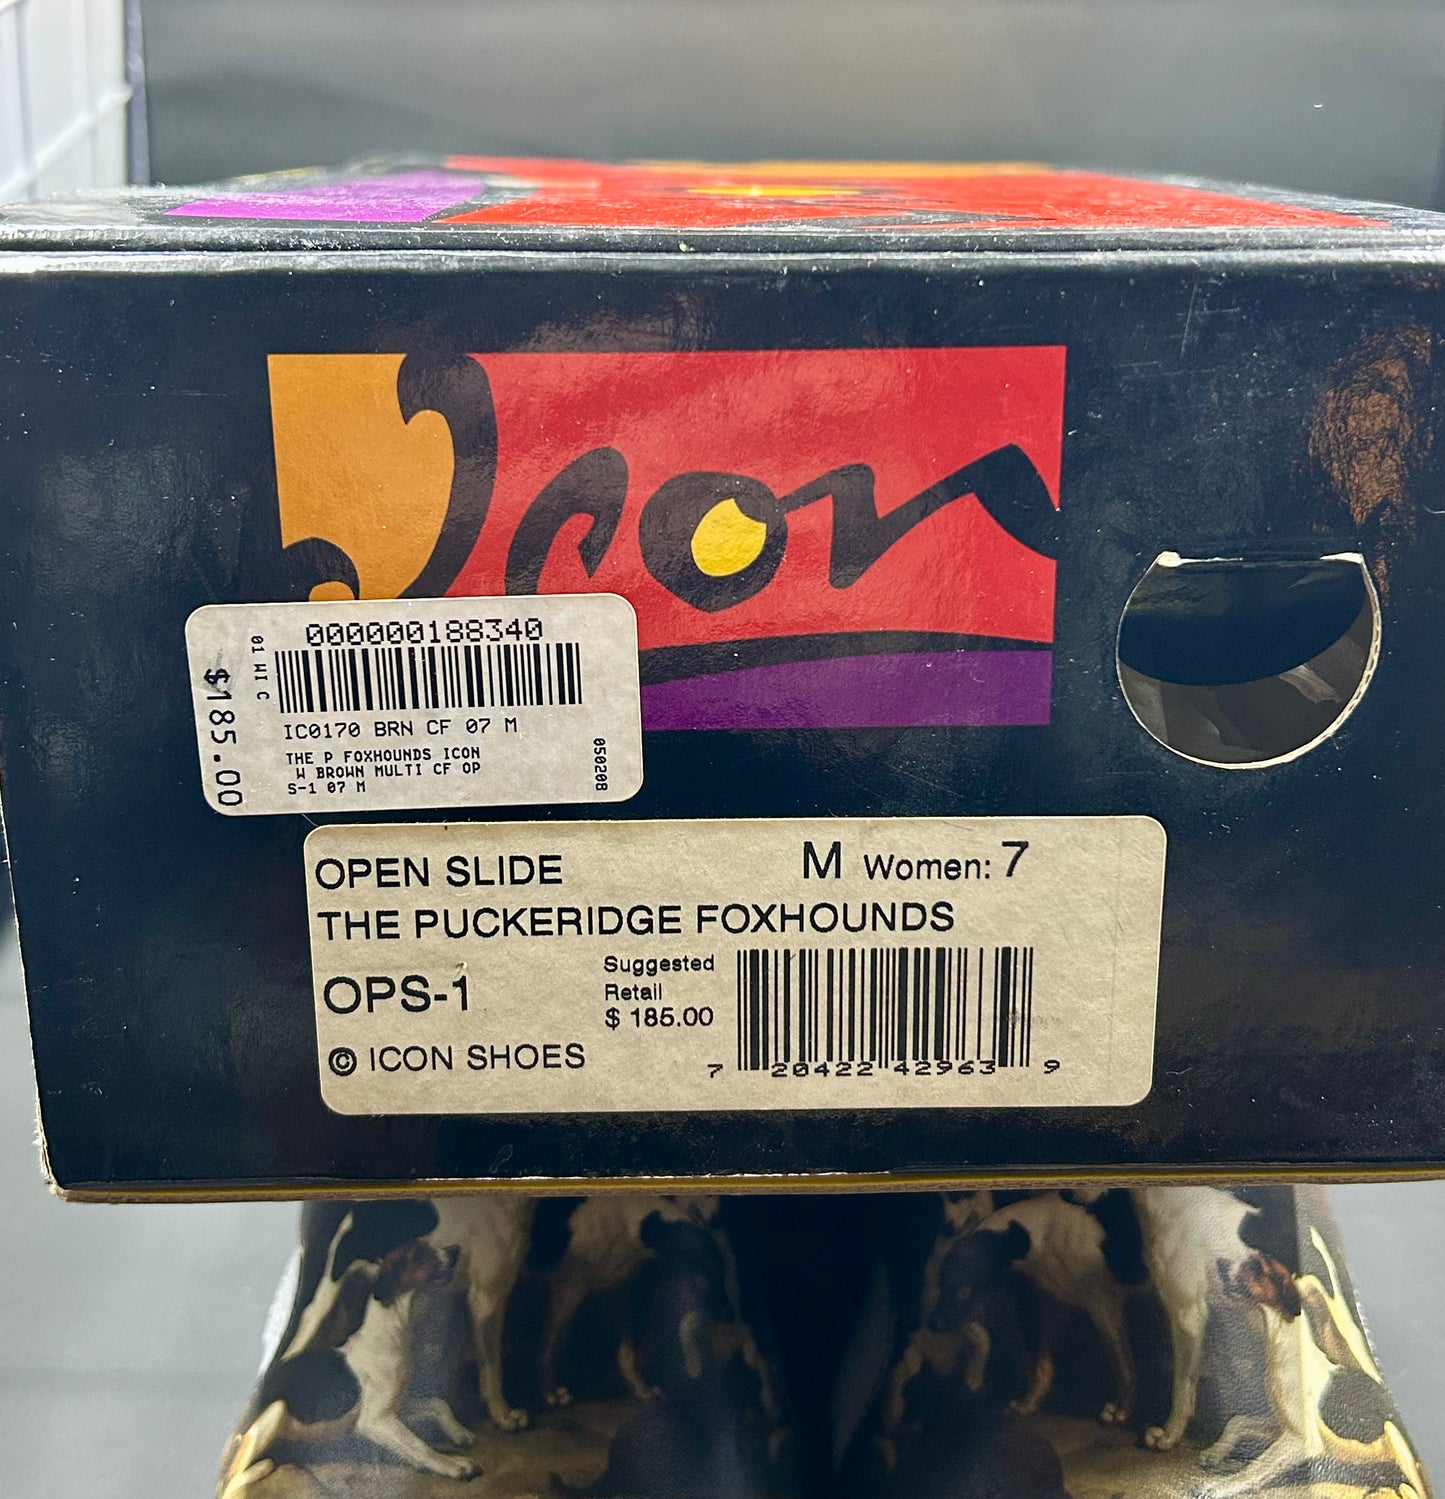 Icon
000000188340
01 WI C
$185.00
IC0170 BRN CF 07 M
THE P FOXHOUNDS ICON
W BROWN MULTI CF OP
S-1 07 M
050208
OPEN SLIDE
M Women: 7
THE PUCKERIDGE FOXHOUNDS
OPS-1
Suggested
Retail
$ 185.00
© ICON SHOES
7 20422 42963 9